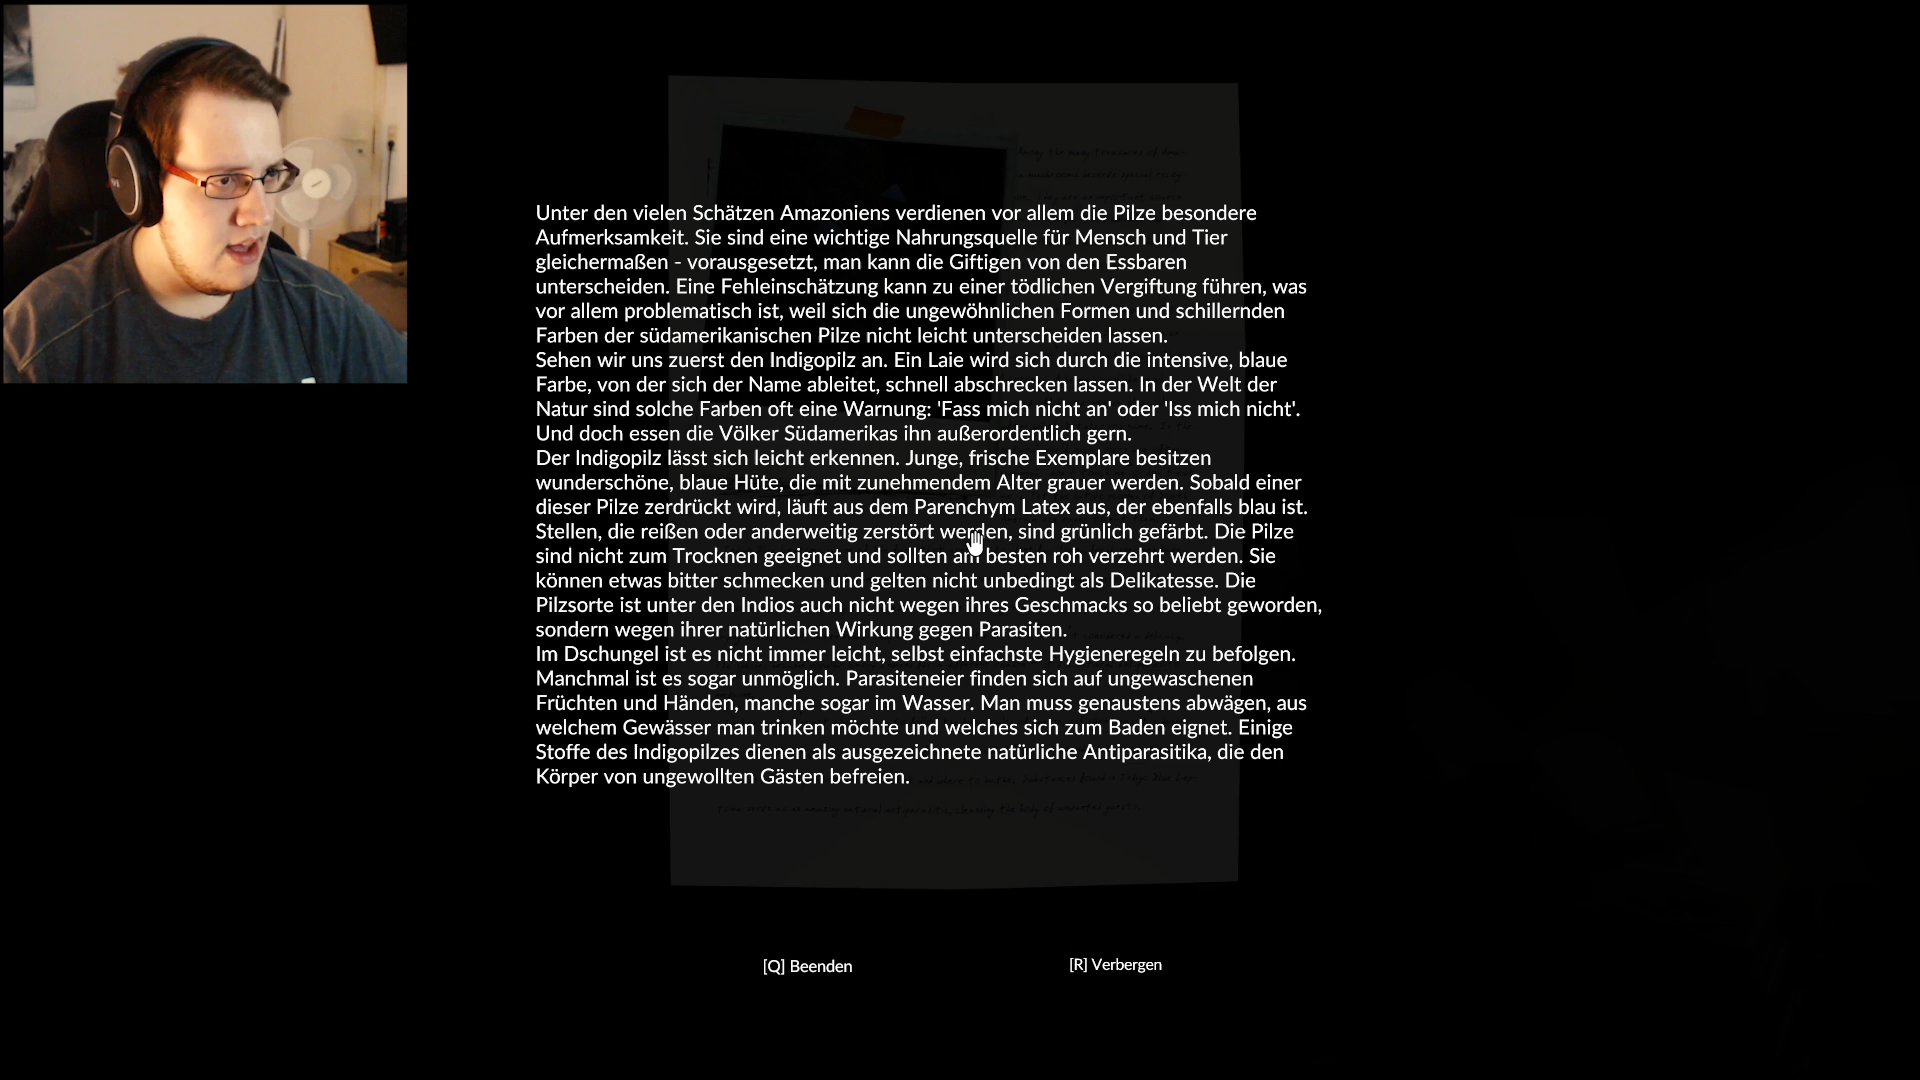 Unter den vielen Schätzen Amazoniens verdienen vor allem die Pilze besondere
Aufmerksamkeit. Sie sind eine wichtige Nahrungsquelle für Mensch und Tier
gleichermaßen - vorausgesetzt, man kann die Giftigen von den Essbaren
unterscheiden. Eine Fehleinschätzung kann zu einer tödlichen Vergiftung führen, was
vor allem problematisch ist, weil sich die ungewöhnlichen Formen und schillernden
Farben der südamerikanischen Pilze nicht leicht unterscheiden lassen.
Sehen wir uns zuerst den Indigopilz an. Ein Laie wird sich durch die intensive, blaue
Farbe, von der sich der Name ableitet, schnell abschrecken lassen. In der Welt der
Natur sind solche Farben oft eine Warnung: 'Fass mich nicht an' oder 'Iss mich nicht'.
Und doch essen die Völker Südamerikas ihn außerordentlich gern.
Der Indigopilz lässt sich leicht erkennen. Junge, frische Exemplare besitzen
wunderschöne, blaue Hüte, die mit zunehmendem Alter grauer werden. Sobald einer
dieser Pilze zerdrückt wird, läuft aus dem Parenchym Latex aus, der ebenfalls blau ist.
Stellen, die reißen oder anderweitig zerstört werden, sind grünlich gefärbt. Die Pilze
sind nicht zum Trocknen geeignet und sollten am besten roh verzehrt werden. Sie
können etwas bitter schmecken und gelten nicht unbedingt als Delikatesse. Die
Pilzsorte ist unter den Indios auch nicht wegen ihres Geschmacks so beliebt geworden,
sondern wegen ihrer natürlichen Wirkung gegen Parasiten.
Im Dschungel ist es nicht immer leicht, selbst einfachste Hygieneregeln zu befolgen.
Manchmal ist es sogar unmöglich. Parasiteneier finden sich auf ungewaschenen
Früchten und Händen, manche sogar im Wasser. Man muss genaustens abwägen, aus
welchem Gewässer man trinken möchte und welches sich zum Baden eignet. Einige
Stoffe des Indigopilzes dienen als ausgezeichnete natürliche Antiparasitika, die den
Körper von ungewollten Gästen befreien.
[Q] Beenden
[R] Verbergen